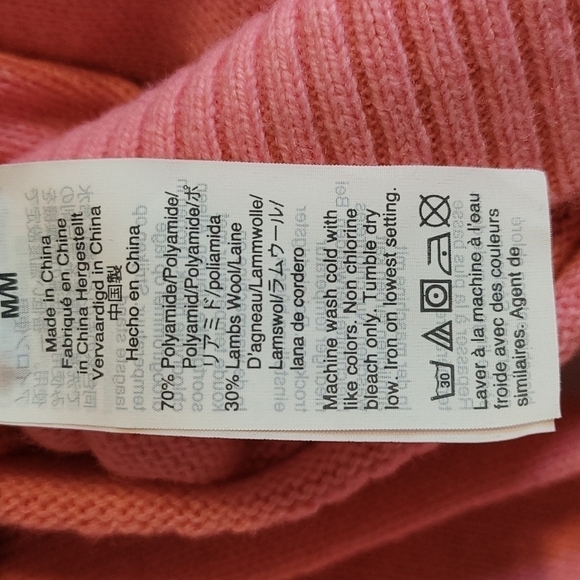 M/M
Made in China
Fabriqué en Chine
in China Hergestellt
Vervaardigd in China
中国製
Hecho en China
70% Polyamide/Polyamide/
Polyamid/Polyamide/ポ
リアミド/poliamida
30% Lambs Wool/Laine
D'agneau/Lammwolle/
Lamswol/ラムウール/
lana de cordero
Machine wash cold with
like colors. Non chlorine
bleach only. Tumble dry
low. Iron on lowest setting.
30
Laver à la machine à l'eau
froide avec des couleurs
similaires. Agent de